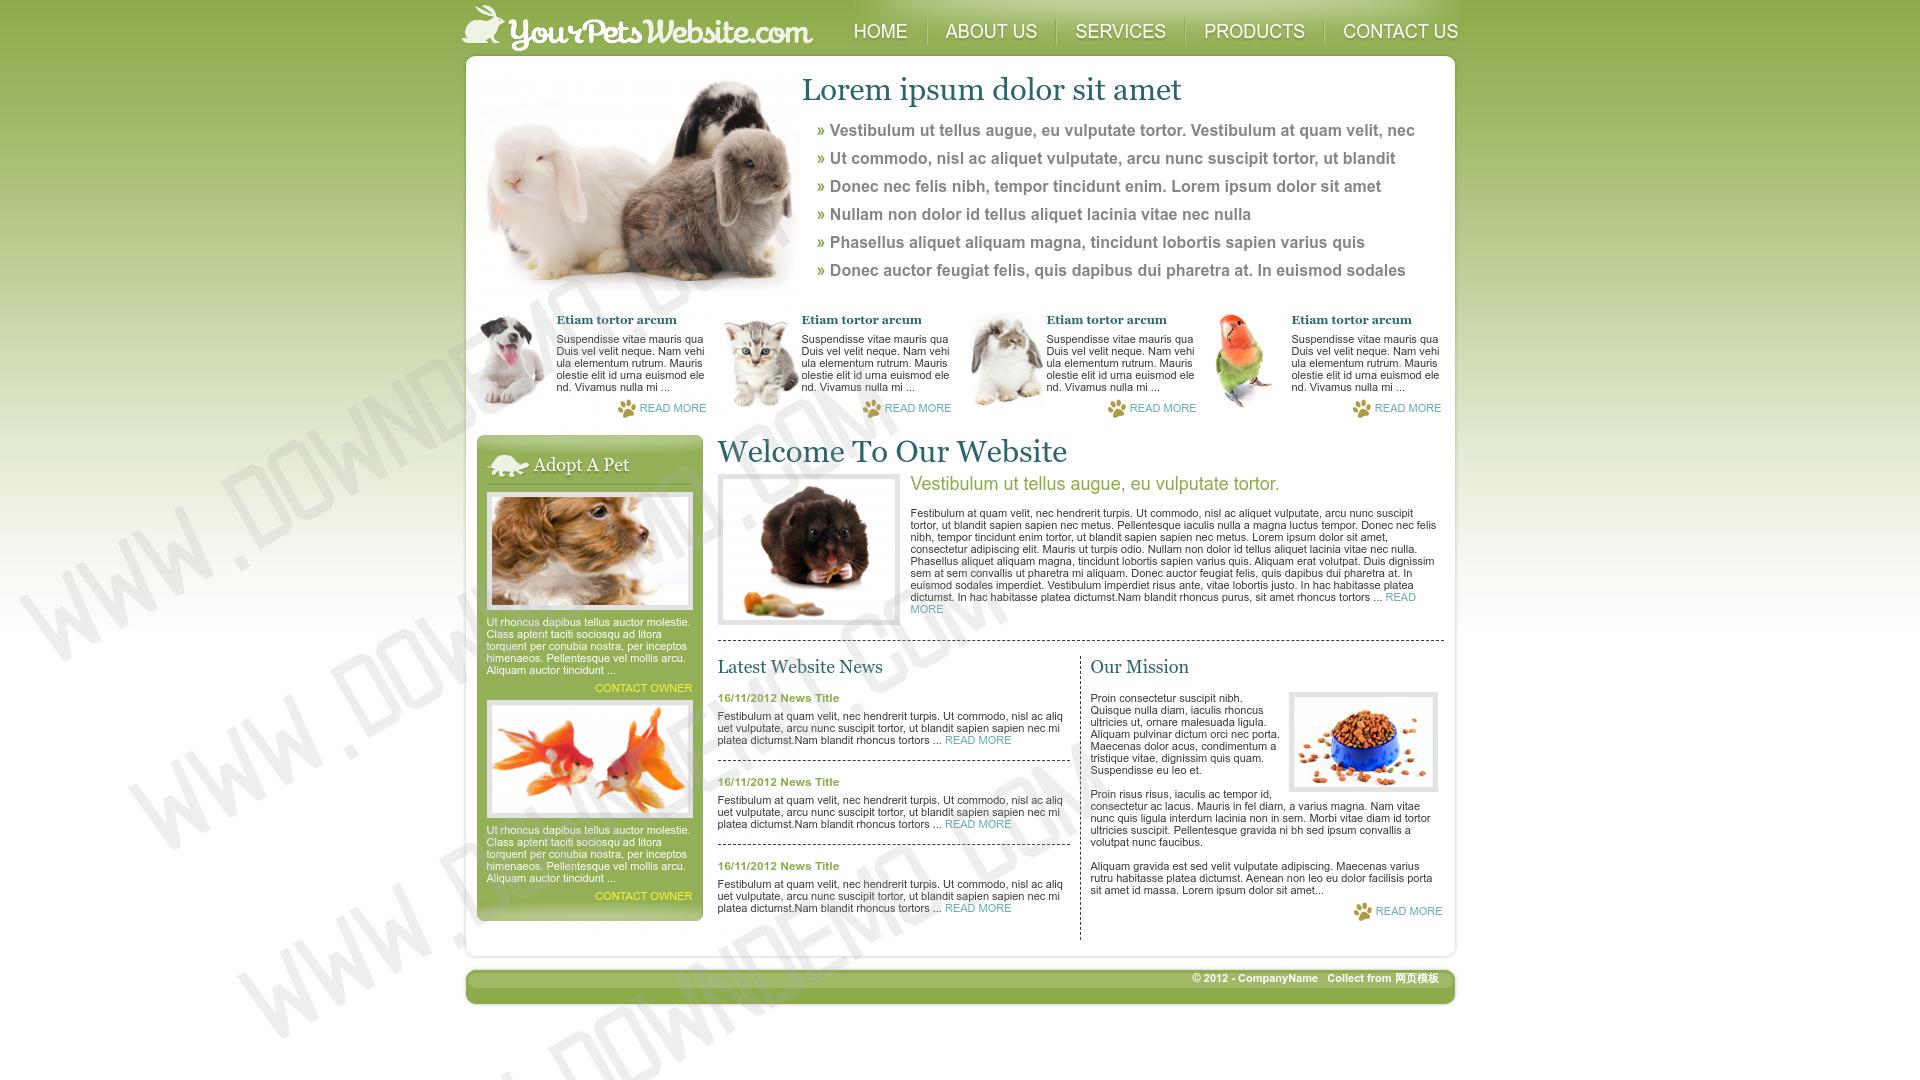 YourPetsWebsite.com
HOME
ABOUT US
SERVICES
PRODUCTS
CONTACT US
Lorem ipsum dolor sit amet
» Vestibulum ut tellus augue, eu vulputate tortor. Vestibulum at quam velit, nec
» Ut commodo, nisl ac aliquet vulputate, arcu nunc suscipit tortor, ut blandit
» Donec nec felis nibh, tempor tincidunt enim. Lorem ipsum dolor sit amet
» Nullam non dolor id tellus aliquet lacinia vitae nec nulla
» Phasellus aliquet aliquam magna, tincidunt lobortis sapien varius quis
» Donec auctor feugiat felis, quis dapibus dui pharetra at. In euismod sodales
Etiam tortor arcum
Suspendisse vitae mauris qua
Duis vel velit neque. Nam vehi
ula elementum rutrum. Mauris
olestie elit id urna euismod ele
nd. Vivamus nulla mi ...
READ MORE
Etiam tortor arcum
Suspendisse vitae mauris qua
Duis vel velit neque. Nam vehi
ula elementum rutrum. Mauris
olestie elit id urna euismod ele
nd. Vivamus nulla mi ...
READ MORE
Etiam tortor arcum
Suspendisse vitae mauris qua
Duis vel velit neque. Nam vehi
ula elementum rutrum. Mauris
olestie elit id urna euismod ele
nd. Vivamus nulla mi ...
READ MORE
Etiam tortor arcum
Suspendisse vitae mauris qua
Duis vel velit neque. Nam vehi
ula elementum rutrum. Mauris
olestie elit id urna euismod ele
nd. Vivamus nulla mi ...
READ MORE
Adopt A Pet
Ut rhoncus dapibus tellus auctor molestie.
Class aptent taciti sociosqu ad litora
torquent per conubia nostra, per inceptos
himenaeos. Pellentesque vel mollis arcu.
Aliquam auctor tincidunt ...
CONTACT OWNER
Ut rhoncus dapibus tellus auctor molestie.
Class aptent taciti sociosqu ad litora
torquent per conubia nostra, per inceptos
himenaeos. Pellentesque vel mollis arcu.
Aliquam auctor tincidunt ...
CONTACT OWNER
Welcome To Our Website
Vestibulum ut tellus augue, eu vulputate tortor.
Festibulum at quam velit, nec hendrerit turpis. Ut commodo, nisl ac aliquet vulputate, arcu nunc suscipit
tortor, ut blandit sapien sapien nec metus. Pellentesque iaculis nulla a magna luctus tempor. Donec nec felis
nibh, tempor tincidunt enim tortor, ut blandit sapien sapien nec metus. Lorem ipsum dolor sit amet,
consectetur adipiscing elit. Mauris ut turpis odio. Nullam non dolor id tellus aliquet lacinia vitae nec nulla.
Phasellus aliquet aliquam magna, tincidunt lobortis sapien varius quis. Aliquam erat volutpat. Duis dignissim
sem at sem convallis ut pharetra mi aliquam. Donec auctor feugiat felis, quis dapibus dui pharetra at. In
euismod sodales imperdiet. Vestibulum imperdiet risus ante, vitae lobortis justo. In hac habitasse platea
dictumst. In hac habitasse platea dictumst.Nam blandit rhoncus purus, sit amet rhoncus tortors ... READ
MORE
Latest Website News
16/11/2012 News Title
Festibulum at quam velit, nec hendrerit turpis. Ut commodo, nisl ac aliq
uet vulputate, arcu nunc suscipit tortor, ut blandit sapien sapien nec mi
platea dictumst.Nam blandit rhoncus tortors ... READ MORE
16/11/2012 News Title
Festibulum at quam velit, nec hendrerit turpis. Ut commodo, nisl ac aliq
uet vulputate, arcu nunc suscipit tortor, ut blandit sapien sapien nec mi
platea dictumst.Nam blandit rhoncus tortors ... READ MORE
16/11/2012 News Title
Festibulum at quam velit, nec hendrerit turpis. Ut commodo, nisl ac aliq
uet vulputate, arcu nunc suscipit tortor, ut blandit sapien sapien nec mi
platea dictumst.Nam blandit rhoncus tortors ... READ MORE
Our Mission
Proin consectetur suscipit nibh.
Quisque nulla diam, iaculis rhoncus
ultricies ut, ornare malesuada ligula.
Aliquam pulvinar dictum orci nec porta.
Maecenas dolor acus, condimentum a
tristique vitae, dignissim quis quam.
Suspendisse eu leo et.
Proin risus risus, iaculis ac tempor id,
consectetur ac lacus. Mauris in fel diam, a varius magna. Nam vitae
nunc quis ligula interdum lacinia non in sem. Morbi vitae diam id tortor
ultricies suscipit. Pellentesque gravida ni bh sed ipsum convallis a
volutpat nunc faucibus.
Aliquam gravida est sed velit vulputate adipiscing. Maecenas varius
rutru habitasse platea dictumst. Aenean non leo eu dolor facilisis porta
sit amet id massa. Lorem ipsum dolor sit amet...
READ MORE
© 2012 - CompanyName Collect from 网页模板
WWW.DOWNDEMO.COM
WWW.DOWNDEMO.COM
WWW.DOWNDEMO.COM
WWW.DOWNDEMO.COM